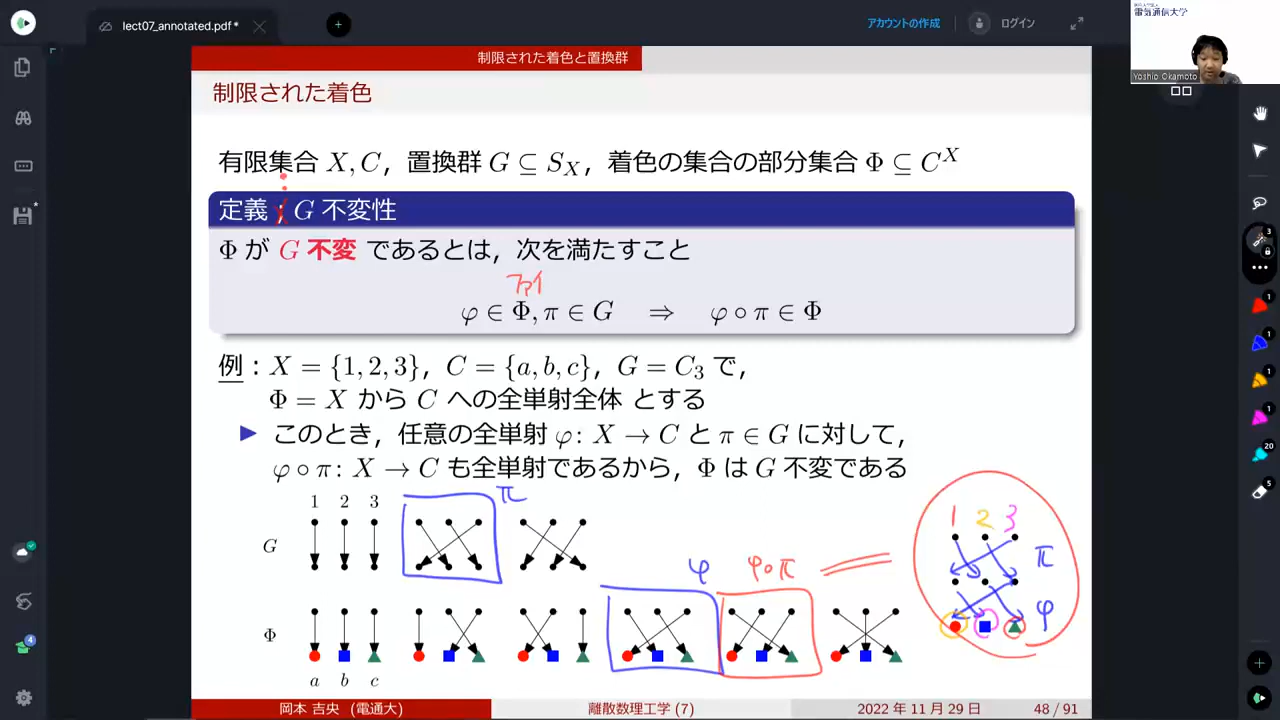 lect07_annotated.pdf*
アカウントの作成
ログイン
電気通信大学
Yoshio Okamoto
制限された着色と置換群
制限された着色
有限集合 X, C, 置換群 G ⊆ S_X, 着色の集合の部分集合 Φ ⊆ C^X
定義 : G 不変性
Φ が G 不変 であるとは, 次を満たすこと
ファイ
φ ∈ Φ, π ∈ G ⇒ φ ∘ π ∈ Φ
例 : X = {1, 2, 3}, C = {a, b, c}, G = C_3 で,
Φ = X から C への全単射全体 とする
▶ このとき, 任意の全単射 φ: X → C と π ∈ G に対して,
φ ∘ π: X → C も全単射であるから, Φ は G 不変である
π
1 2 3
G
1 2 3
π
φ
φ∘π
Φ
φ
a b c
岡本 吉央 (電通大)
離散数理工学 (7)
2022 年 11 月 29 日
48 / 91
3
1
1
1
1
20
5
4